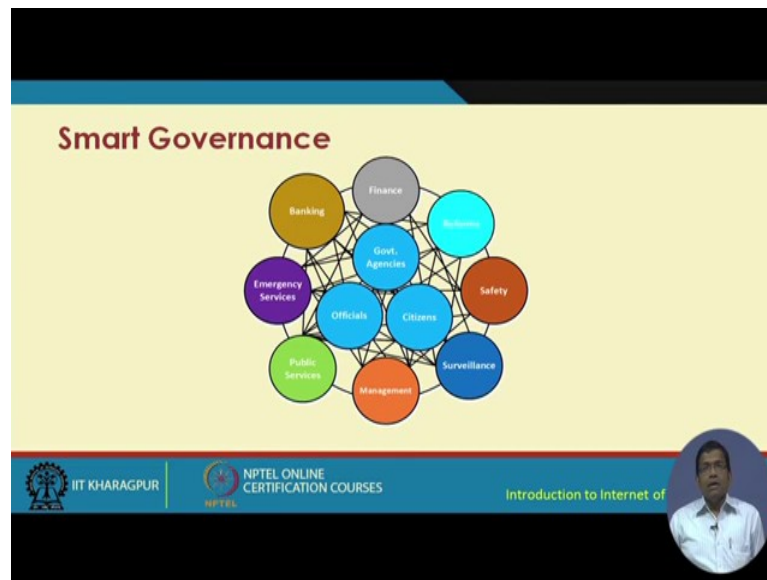 Smart Governance
Finance
Banking
Govt.
Agencies
Emergency
Services
Safety
Officials
Citizens
Public
Services
Surveillance
Management
IIT KHARAGPUR
NPTEL
NPTEL ONLINE
CERTIFICATION COURSES
Introduction to Internet of